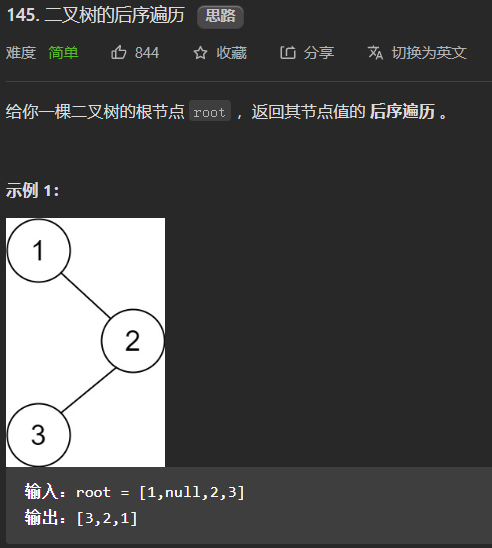 145. 二叉树的后序遍历 思路
难度 简单 844 收藏 分享 切换为英文
给你一棵二叉树的根节点 root ，返回其节点值的 后序遍历 。
示例 1：
1
2
3
输入：root = [1,null,2,3]
输出：[3,2,1]